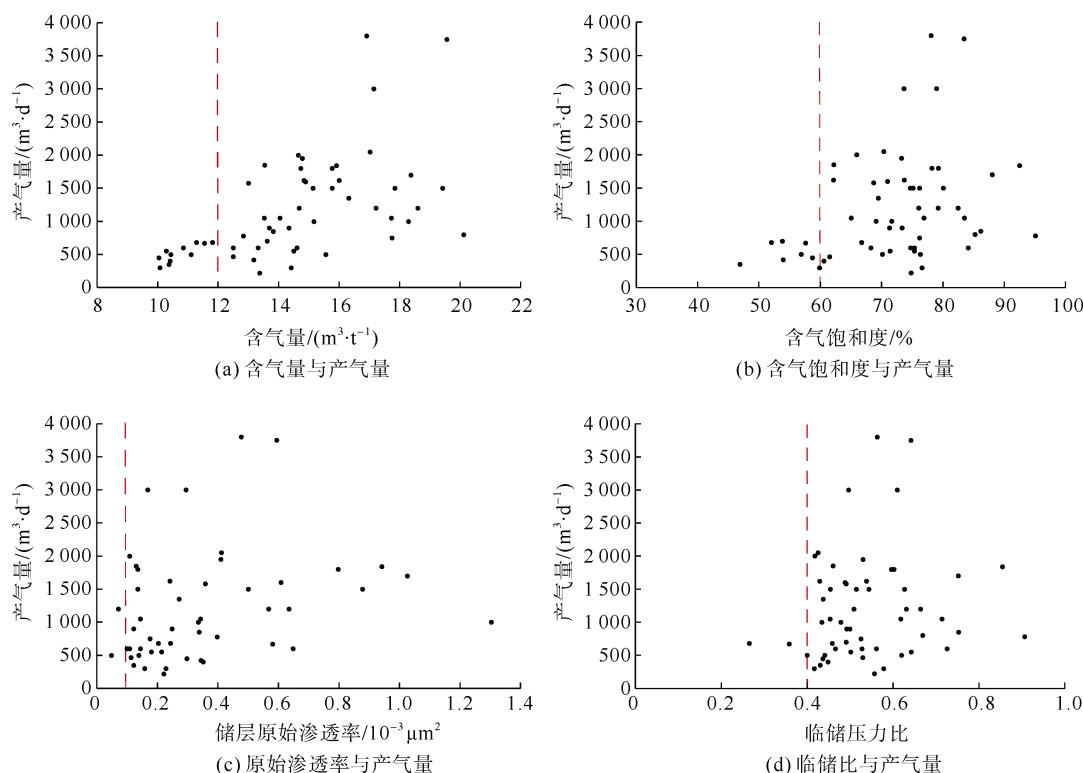 4 000
3 500
3 000
2 500
2 000
1 500
1 000
500
0
产气量/(m³·d⁻¹)
8 10 12 14 16 18 20 22
含气量/(m³·t⁻¹)
(a) 含气量与产气量
4 000
3 500
3 000
2 500
2 000
1 500
1 000
500
0
产气量/(m³·d⁻¹)
30 40 50 60 70 80 90 100
含气饱和度/%
(b) 含气饱和度与产气量
4 000
3 500
3 000
2 500
2 000
1 500
1 000
500
0
产气量/(m³·d⁻¹)
0 0.2 0.4 0.6 0.8 1.0 1.2 1.4
储层原始渗透率/10⁻³μm²
(c) 原始渗透率与产气量
4 000
3 500
3 000
2 500
2 000
1 500
1 000
500
0
产气量/(m³·d⁻¹)
0 0.2 0.4 0.6 0.8 1.0
临储压力比
(d) 临储比与产气量